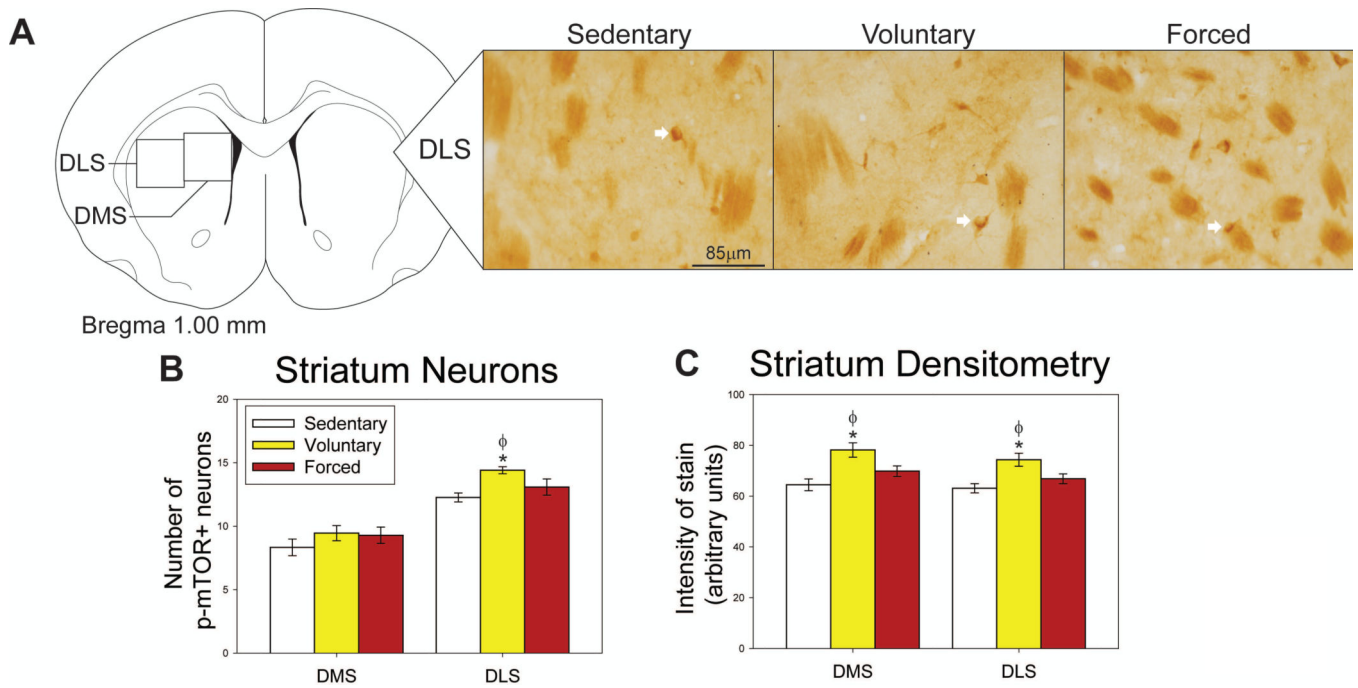 A
Sedentary
Voluntary
Forced
DLS
DMS
DLS
85µm
Bregma 1.00 mm
B
Striatum Neurons
Number of
p-mTOR+ neurons
20
15
10
5
0
Sedentary
Voluntary
Forced
ϕ
*
DMS
DLS
C
Striatum Densitometry
Intensity of stain
(arbitrary units)
100
80
60
40
20
0
ϕ
*
ϕ
*
DMS
DLS